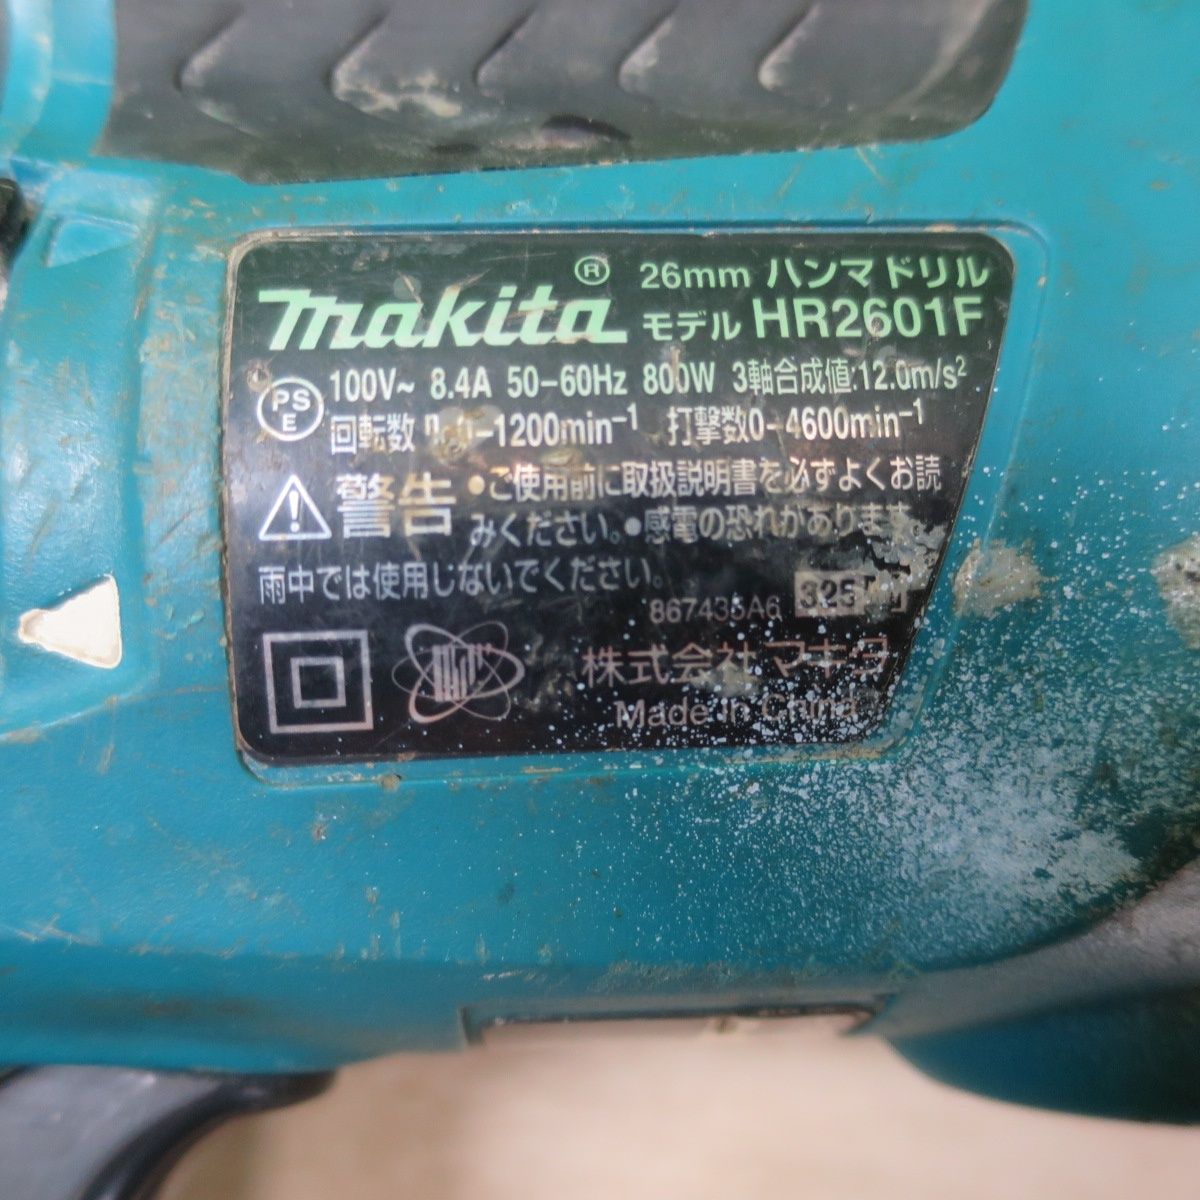 makita®
26mm ハンマドリル
モデル HR2601F
PSE
100V~ 8.4A 50-60Hz 800W 3軸合成値:12.0m/s²
回転数 -1200min⁻¹ 打撃数0-4600min⁻¹
警告 •ご使用前に取扱説明書を必ずよくお読
みください。•感電の恐れがあります
雨中では使用しないでください。
867435A6 325
株式会社マキタ
Made in China